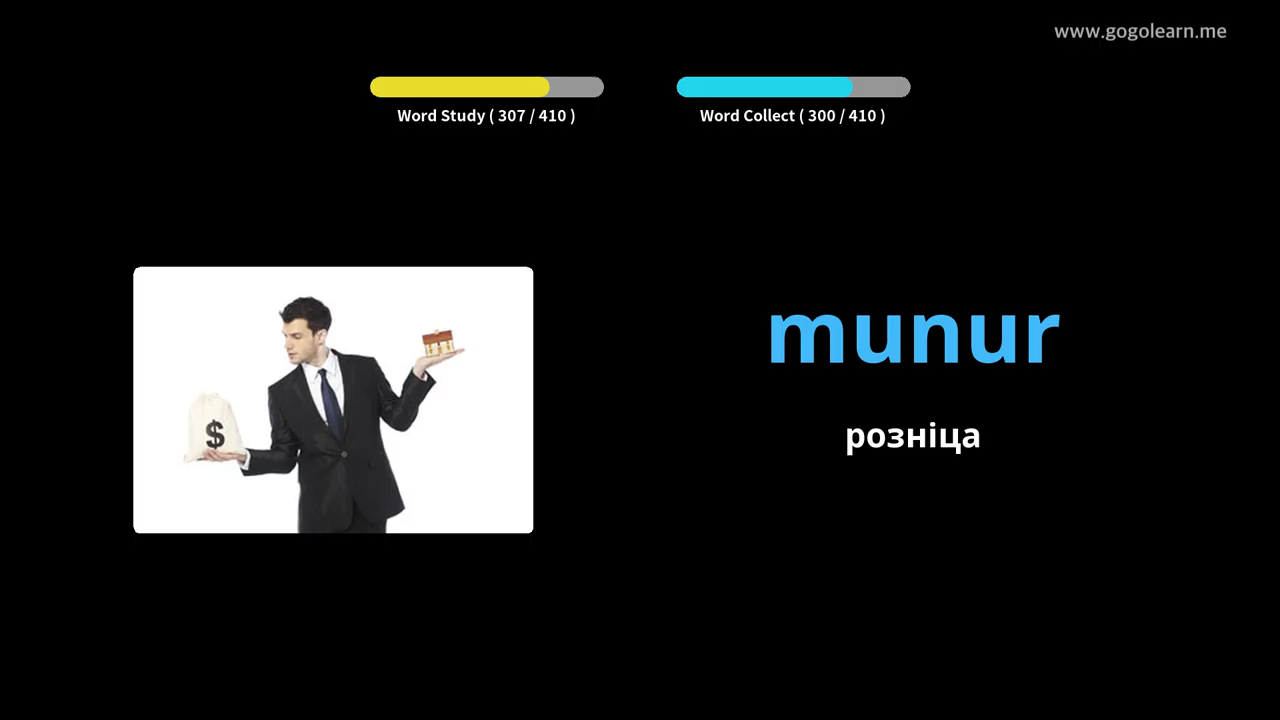 www.gogolearn.me
Word Study ( 307 / 410 )
Word Collect ( 300 / 410 )
$
munur
розніца